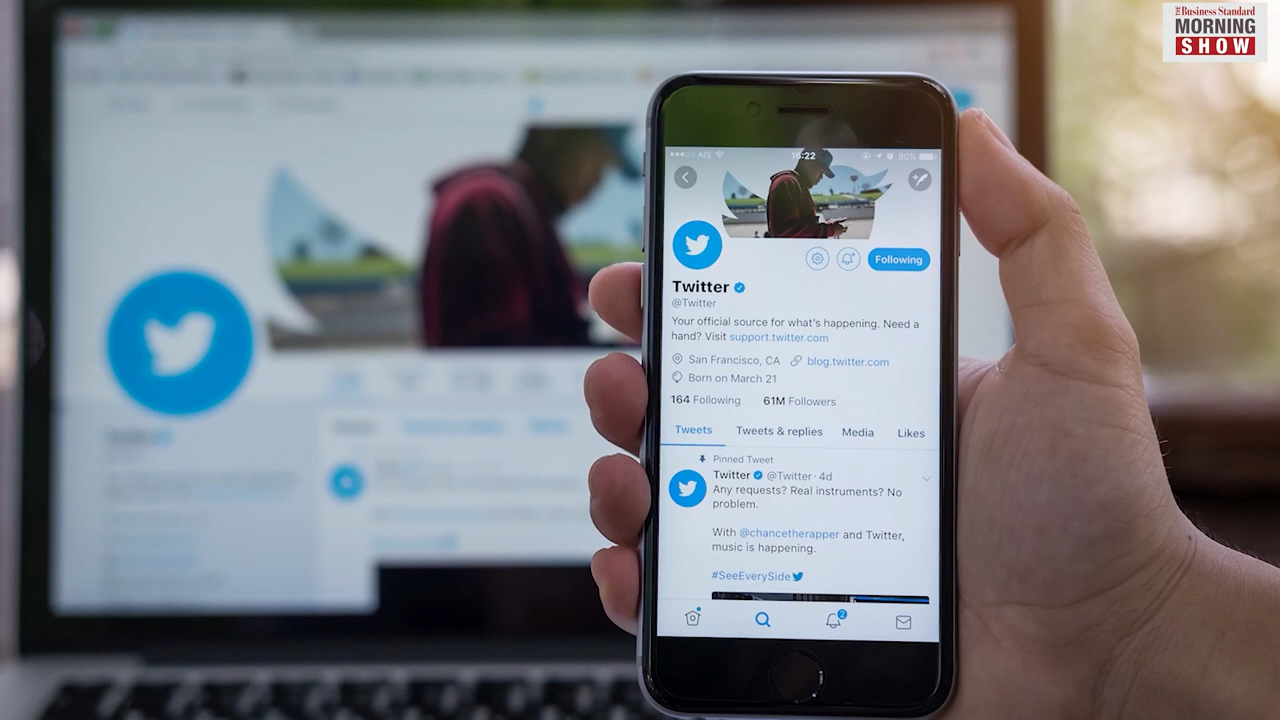 THE Business Standard
MORNING
SHOW
AIS 16:22 90%
Following
Twitter
@Twitter
Your official source for what's happening. Need a
hand? Visit support.twitter.com
San Francisco, CA blog.twitter.com
Born on March 21
164 Following 61M Followers
Tweets Tweets & replies Media Likes
Pinned Tweet
Twitter @Twitter · 4d
Any requests? Real instruments? No
problem.
With @chancetherapper and Twitter,
music is happening.
#SeeEverySide
2